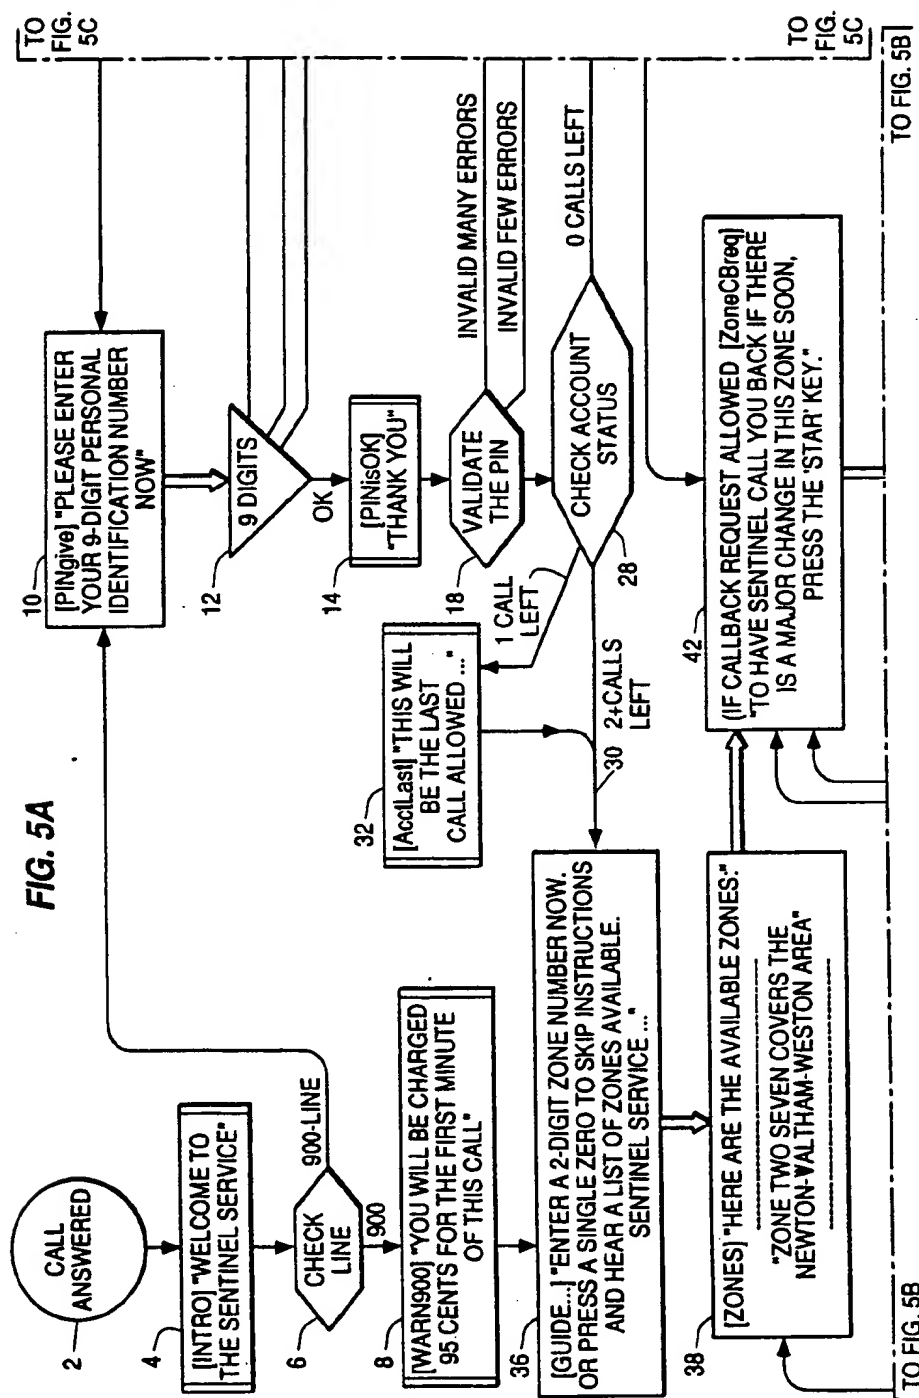 FIG. 5A
2
CALL
ANSWERED
4
[INTRO] "WELCOME TO
THE SENTINEL SERVICE"
6
CHECK
LINE
900-LINE
900
8
[WARN900] "YOU WILL BE CHARGED
95 CENTS FOR THE FIRST MINUTE
OF THIS CALL"
10
[PINgive] "PLEASE ENTER
YOUR 9-DIGIT PERSONAL
IDENTIFICATION NUMBER
NOW"
12
9 DIGITS
OK
14
[PINisOK]
"THANK YOU"
18
VALIDATE
THE PIN
INVALID MANY ERRORS
INVALID FEW ERRORS
28
CHECK ACCOUNT
STATUS
0 CALLS LEFT
1 CALL
LEFT
2+CALLS
LEFT
30
32
[AcctLast] "THIS WILL
BE THE LAST
CALL ALLOWED ..."
36
[GUIDE...] "ENTER A 2-DIGIT ZONE NUMBER NOW.
OR PRESS A SINGLE ZERO TO SKIP INSTRUCTIONS
AND HEAR A LIST OF ZONES AVAILABLE.
SENTINEL SERVICE ..."
38
[ZONES] "HERE ARE THE AVAILABLE ZONES:"
"ZONE TWO SEVEN COVERS THE
NEWTON-WALTHAM-WESTON AREA"
42
(IF CALLBACK REQUEST ALLOWED [ZoneCBreq]
"TO HAVE SENTINEL CALL YOU BACK IF THERE
IS A MAJOR CHANGE IN THIS ZONE SOON,
PRESS THE 'STAR' KEY."
TO
FIG.
5C
TO
FIG.
5C
TO FIG. 5B
TO FIG. 5B